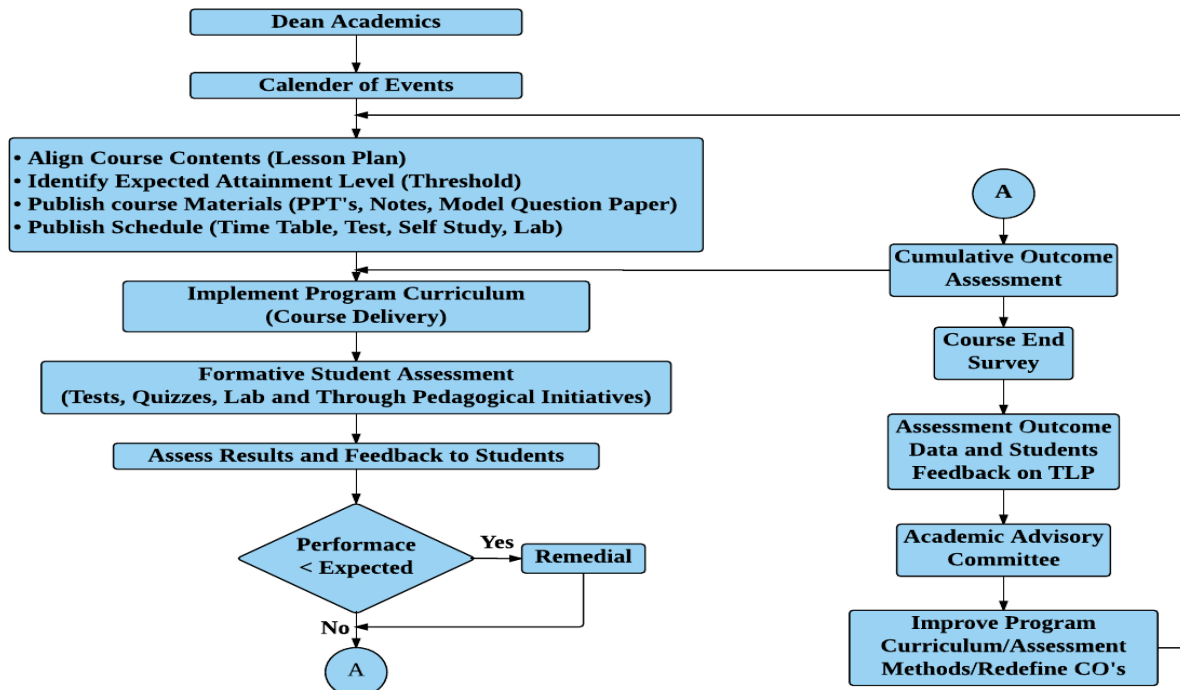 Dean Academics
Calender of Events
• Align Course Contents (Lesson Plan)
• Identify Expected Attainment Level (Threshold)
• Publish course Materials (PPT's, Notes, Model Question Paper)
• Publish Schedule (Time Table, Test, Self Study, Lab)
Implement Program Curriculum
(Course Delivery)
Formative Student Assessment
(Tests, Quizzes, Lab and Through Pedagogical Initiatives)
Assess Results and Feedback to Students
Performace
< Expected
Yes
Remedial
No
A
A
Cumulative Outcome
Assessment
Course End
Survey
Assessment Outcome
Data and Students
Feedback on TLP
Academic Advisory
Committee
Improve Program
Curriculum/Assessment
Methods/Redefine CO's